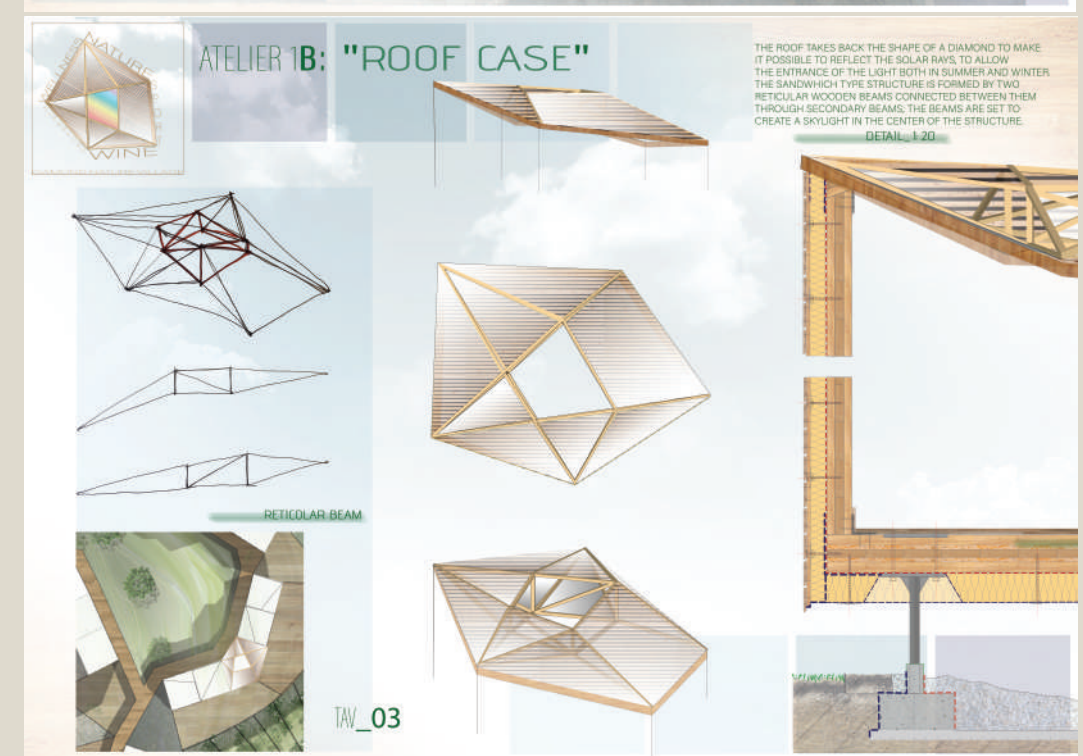 NATURE
WINE
ATELIER 1B: "ROOF CASE"
THE ROOF TAKES BACK THE SHAPE OF A DIAMOND TO MAKE
IT POSSIBLE TO REFLECT THE SOLAR RAYS, TO ALLOW
THE ENTRANCE OF THE LIGHT BOTH IN SUMMER AND WINTER.
THE SANDWHICH TYPE STRUCTURE IS FORMED BY TWO
RETICULAR WOODEN BEAMS CONNECTED BETWEEN THEM
THROUGH SECONDARY BEAMS; THE BEAMS ARE SET TO
CREATE A SKYLIGHT IN THE CENTER OF THE STRUCTURE.
DETAIL_1:20
RETICOLAR BEAM
TAV_03